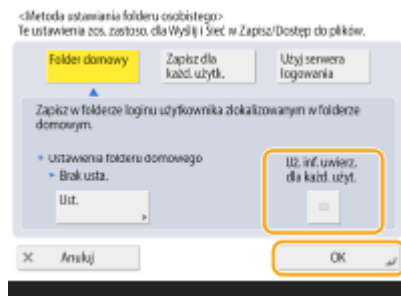 <Metoda ustawiania folderu osobistego>
Te ustawienia zos. zastoso. dla Wyślij i Sieć w Zapisz/Dostęp do plików.
Folder domowy
Zapisz dla
każd. użytk.
Użyj serwera
logowania
Zapisz w folderze loginu użytkownika zlokalizowanym w folderze
domowym.
Ustawienia folderu domowego
Brak usta.
Ust.
Uż. inf. uwierz.
dla każd. użyt.
Anuluj
OK